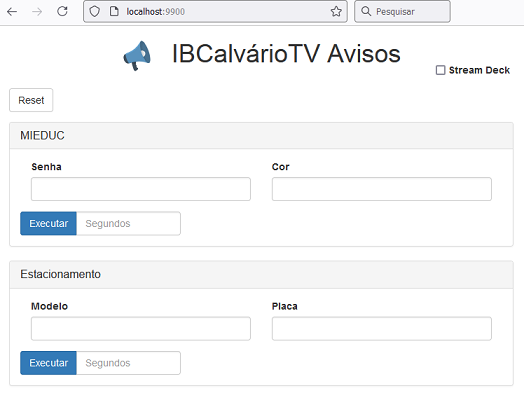 localhost:9900
Pesquisar
IBCalvárioTV Avisos
Stream Deck
Reset
MIEDUC
Senha Cor
Executar Segundos
Estacionamento
Modelo Placa
Executar Segundos